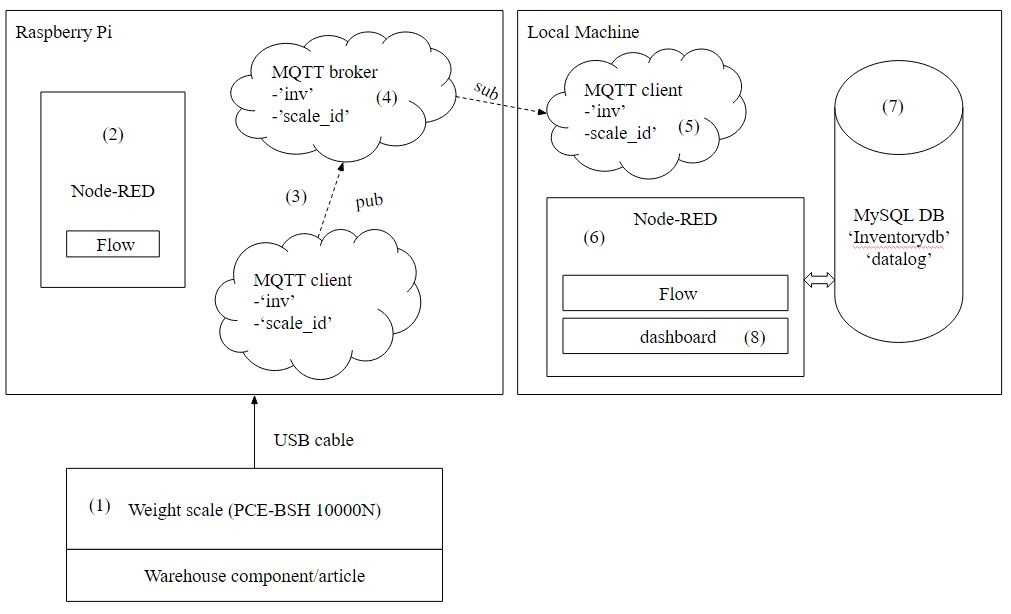 Raspberry Pi
(2)
Node-RED
Flow
MQTT broker
-’inv’
-’scale_id’
(4)
(3)
pub
MQTT client
-‘inv’
-‘scale_id’
sub
Local Machine
MQTT client
-’inv’
-scale_id’
(5)
Node-RED
(6)
Flow
dashboard
(8)
(7)
MySQL DB
‘Inventorydb’
‘datalog’
USB cable
(1)
Weight scale (PCE-BSH 10000N)
Warehouse component/article